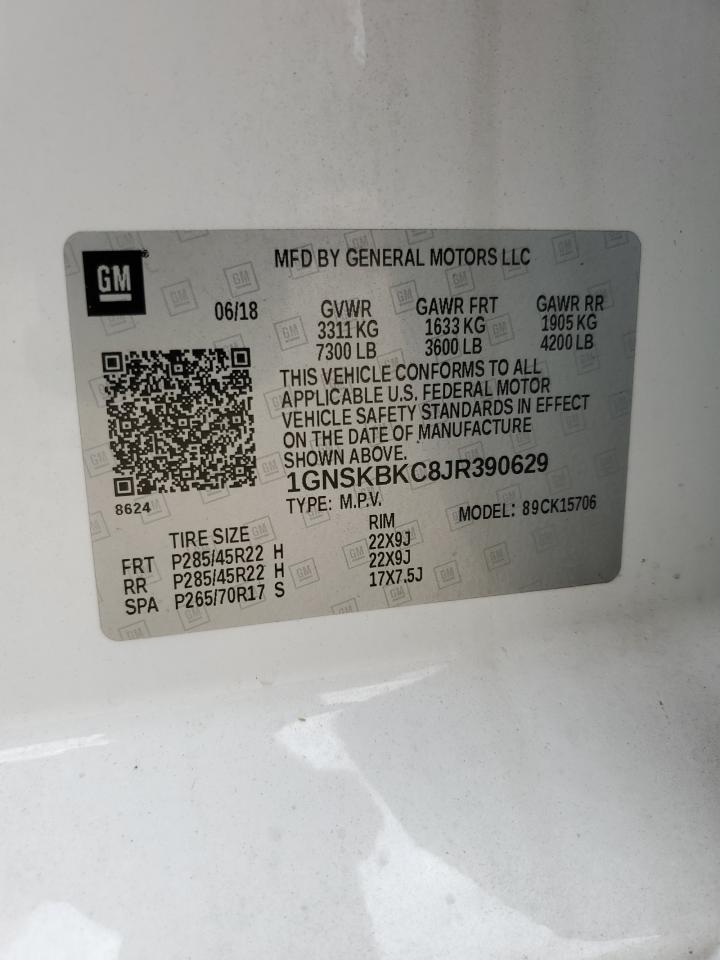 GM
MFD BY GENERAL MOTORS LLC
06/18 GVWR GAWR FRT GAWR RR
3311 KG 1633 KG 1905 KG
7300 LB 3600 LB 4200 LB
THIS VEHICLE CONFORMS TO ALL
APPLICABLE U.S. FEDERAL MOTOR
VEHICLE SAFETY STANDARDS IN EFFECT
ON THE DATE OF MANUFACTURE
SHOWN ABOVE.
1GNSKBKC8JR390629
8624
TYPE: M.P.V. MODEL: 89CK15706
TIRE SIZE RIM
FRT P285/45R22 H 22X9J
RR P285/45R22 H 22X9J
SPA P265/70R17 S 17X7.5J